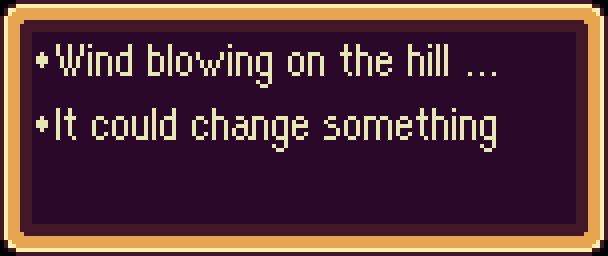 •Wind blowing on the hill ...
•It could change something